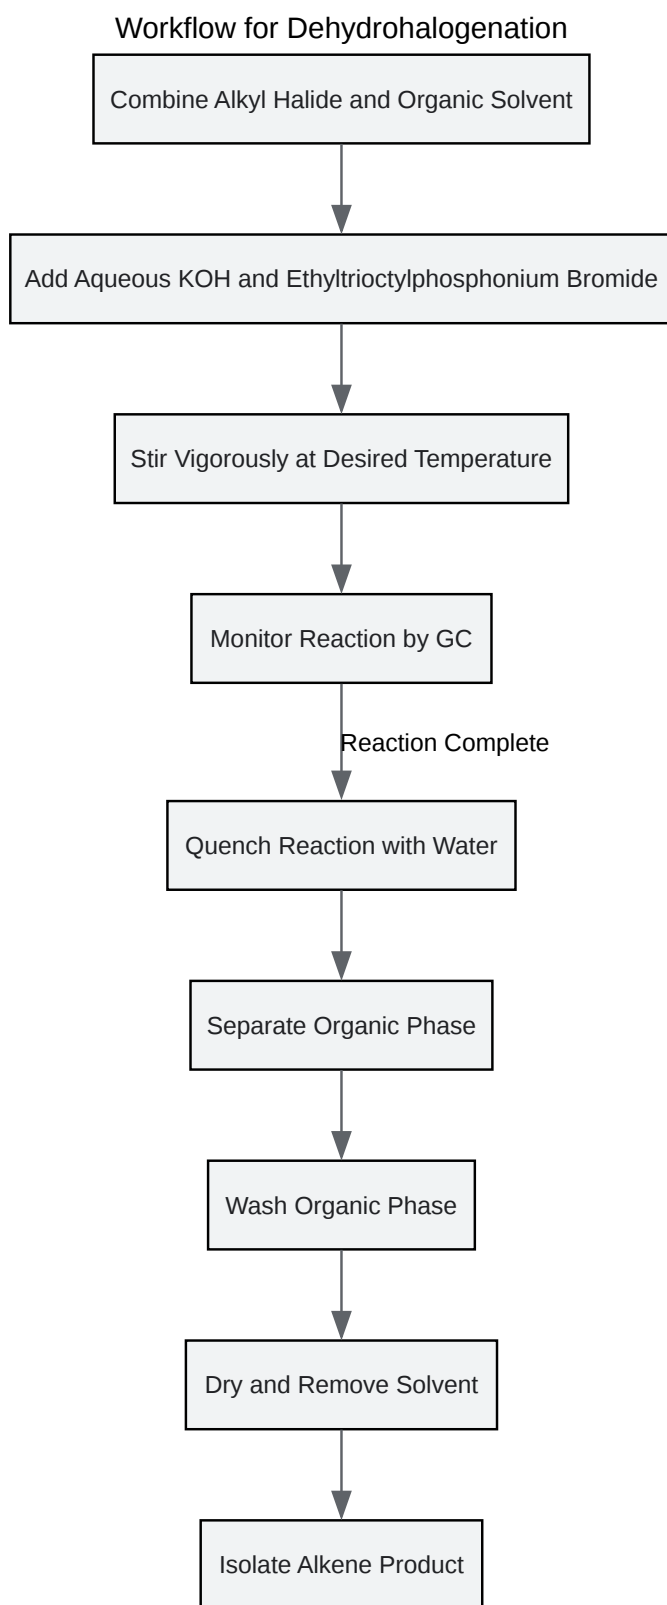 Workflow for Dehydrohalogenation
Combine Alkyl Halide and Organic Solvent
Add Aqueous KOH and Ethyltrioctylphosphonium Bromide
Stir Vigorously at Desired Temperature
Monitor Reaction by GC
Reaction Complete
Quench Reaction with Water
Separate Organic Phase
Wash Organic Phase
Dry and Remove Solvent
Isolate Alkene Product